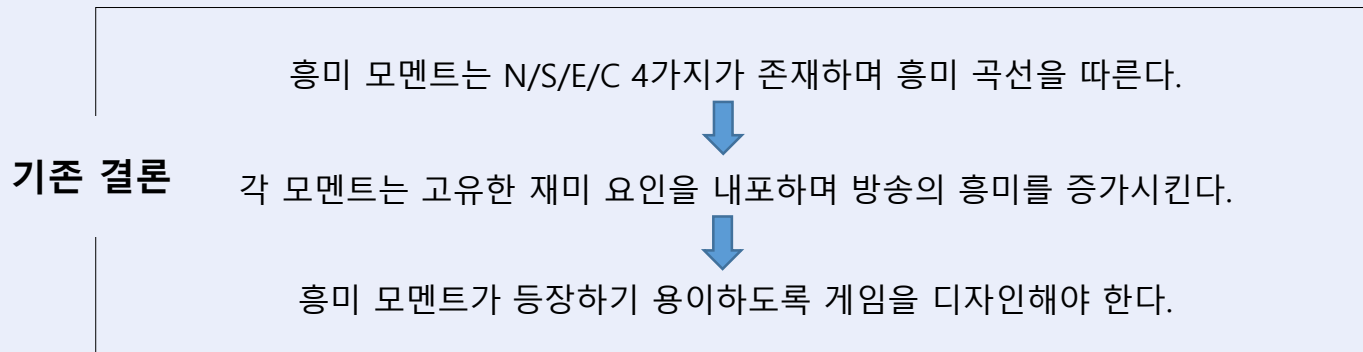 흥미 모멘트는 N/S/E/C 4가지가 존재하며 흥미 곡선을 따른다.
기존 결론
각 모멘트는 고유한 재미 요인을 내포하며 방송의 흥미를 증가시킨다.
흥미 모멘트가 등장하기 용이하도록 게임을 디자인해야 한다.